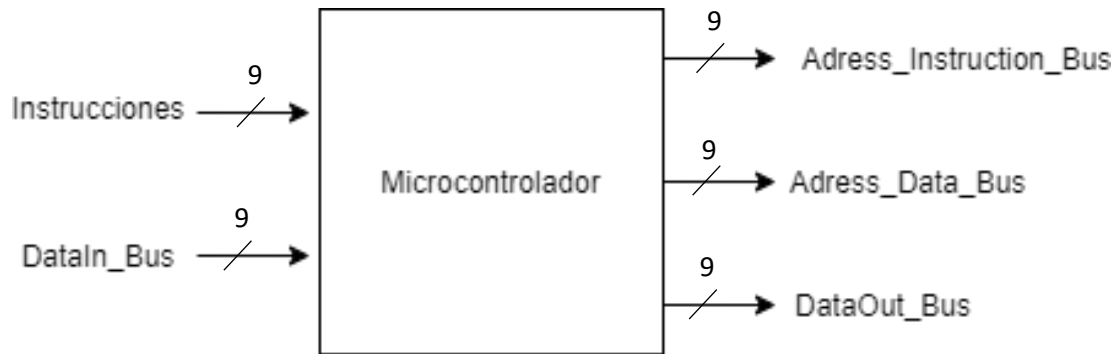 9
Instrucciones
9
DataIn_Bus
Microcontrolador
9
Adress_Instruction_Bus
9
Adress_Data_Bus
9
DataOut_Bus